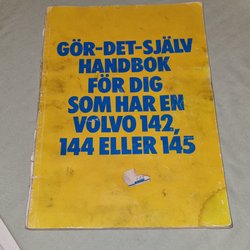 GÖR-DET-SJÄLV
HANDBOK
FÖR DIG
SOM HAR EN
VOLVO 142,
144 ELLER 145